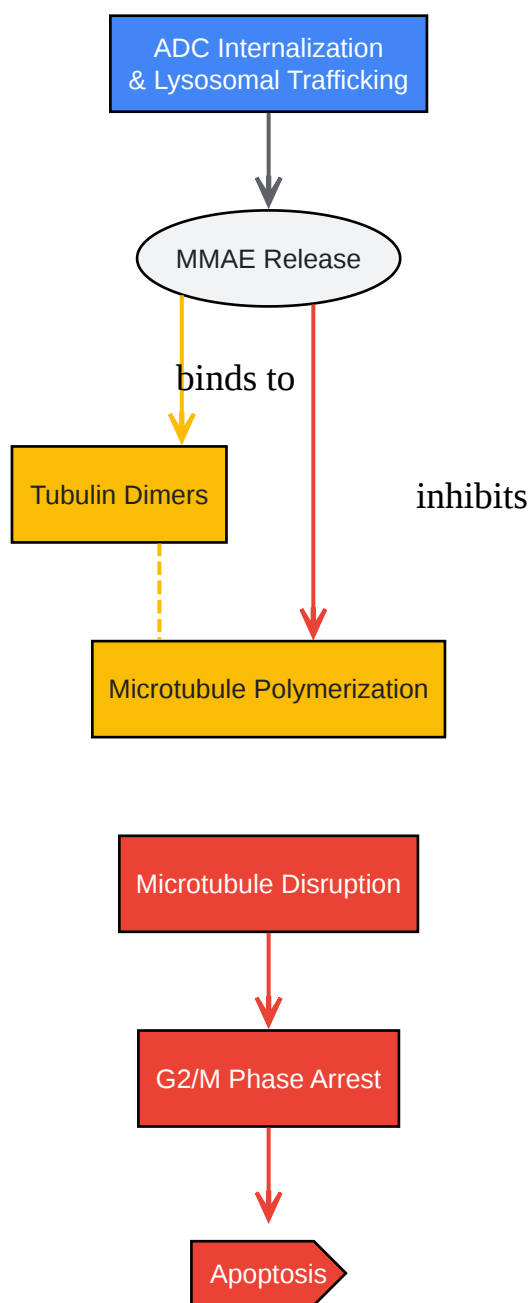 ADC Internalization
& Lysosomal Trafficking
MMAE Release
binds to
Tubulin Dimers
inhibits
Microtubule Polymerization
Microtubule Disruption
G2/M Phase Arrest
Apoptosis